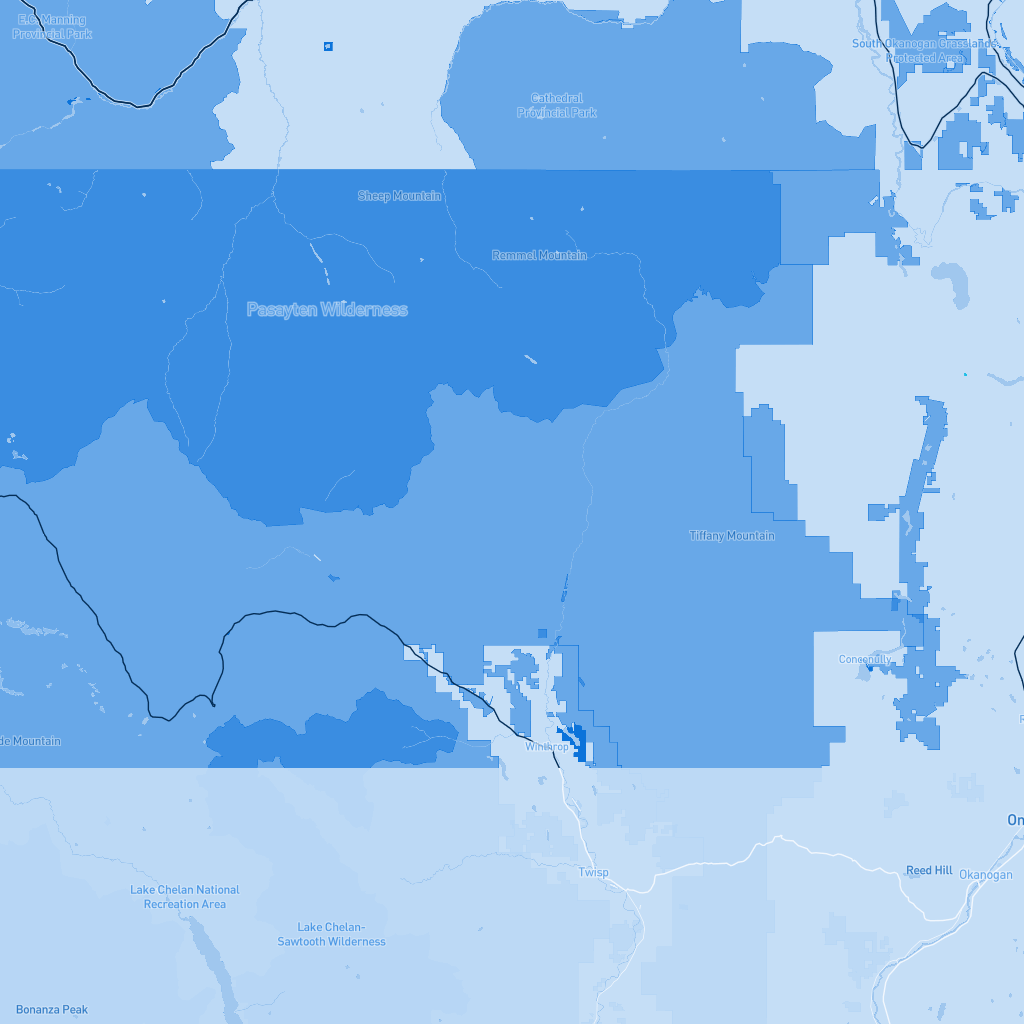 E.C. Manning
Provincial Park
South Okanogan Grasslands
Protected Area
Cathedral
Provincial Park
Sheep Mountain
Remmel Mountain
Pasayten Wilderness
Tiffany Mountain
Conconully
de Mountain
Winthrop
On
Twisp
Reed Hill
Okanogan
Lake Chelan National
Recreation Area
Lake Chelan-
Sawtooth Wilderness
Bonanza Peak